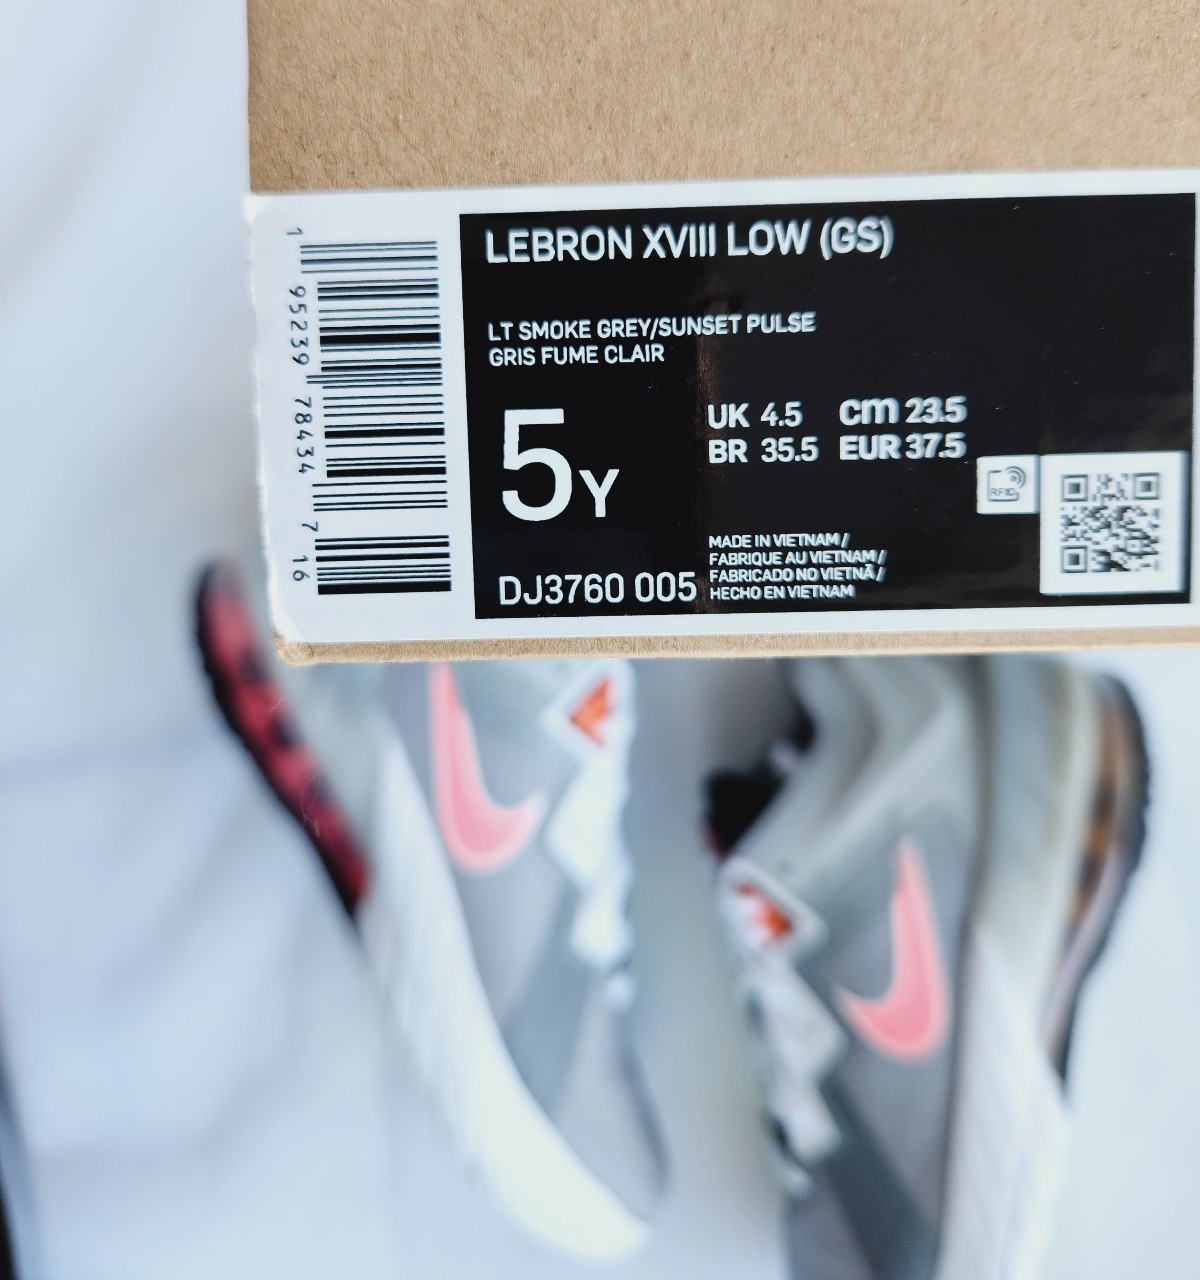 LEBRON XVIII LOW (GS)
LT SMOKE GREY/SUNSET PULSE
GRIS FUME CLAIR
5Y
UK 4.5 cm 23.5
BR 35.5 EUR 37.5
RFID
MADE IN VIETNAM /
FABRIQUE AU VIETNAM /
FABRICADO NO VIETNÃ /
HECHO EN VIETNAM
DJ3760 005
1 95239 78434 7 16